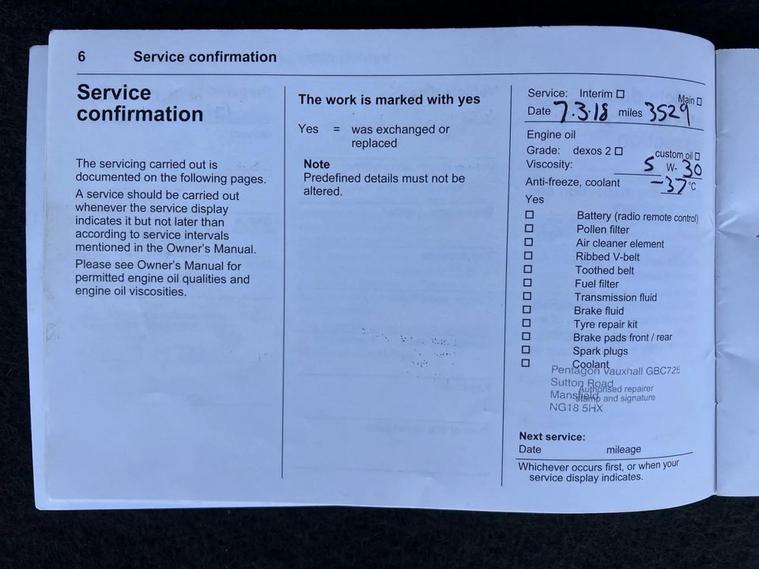 6 Service confirmation
Service
confirmation
The servicing carried out is
documented on the following pages.
A service should be carried out
whenever the service display
indicates it but not later than
according to service intervals
mentioned in the Owner's Manual.
Please see Owner's Manual for
permitted engine oil qualities and
engine oil viscosities.
The work is marked with yes
Yes = was exchanged or
replaced
Note
Predefined details must not be
altered.
Service: Interim ☐ Main ☐
Date 7.3.18 miles 3529
Engine oil
Grade: dexos 2 ☐ custom oil ☐
Viscosity: 5 W- 30
Anti-freeze, coolant -37 °C
Yes
☐ Battery (radio remote control)
☐ Pollen filter
☐ Air cleaner element
☐ Ribbed V-belt
☐ Toothed belt
☐ Fuel filter
☐ Transmission fluid
☐ Brake fluid
☐ Tyre repair kit
☐ Brake pads front / rear
☐ Spark plugs
☐ Coolant
Pentagon Vauxhall GBC725
Sutton Road
Authorised repairer
Mansfield
stamp and signature
NG18 5HX
Next service:
Date mileage
Whichever occurs first, or when your
service display indicates.